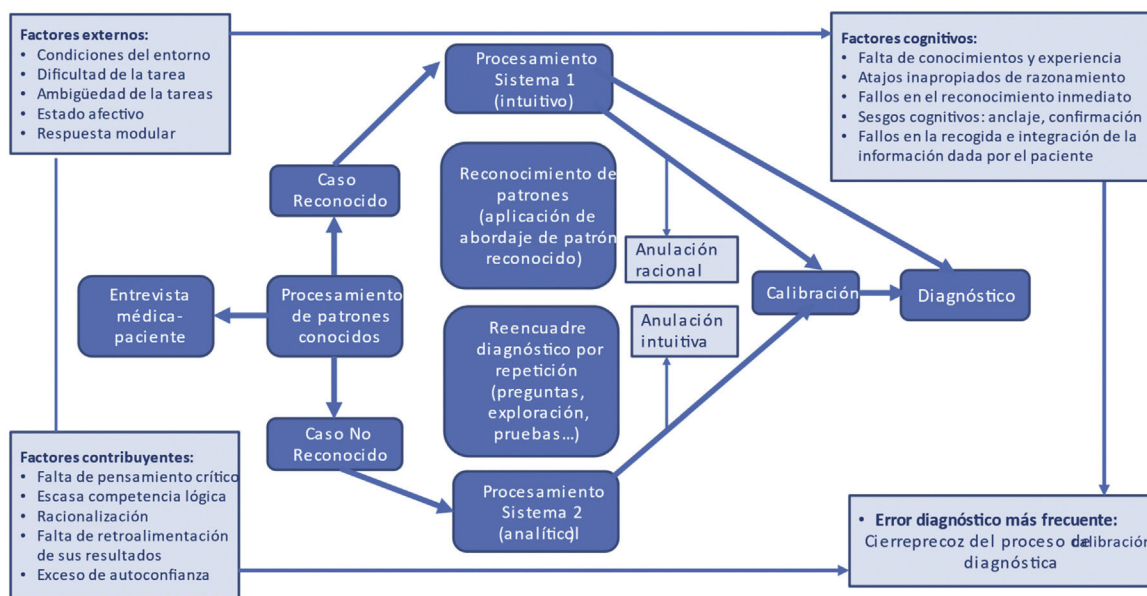 Factores externos:
• Condiciones del entorno
• Dificultad de la tarea
• Ambigüedad de la tareas
• Estado afectivo
• Respuesta modular
Procesamiento
Sistema 1
(intuitivo)
Factores cognitivos:
• Falta de conocimientos y experiencia
• Atajos inapropiados de razonamiento
• Fallos en el reconocimiento inmediato
• Sesgos cognitivos: anclaje, confirmación
• Fallos en la recogida e integración de la
información dada por el paciente
Caso
Reconocido
Reconocimiento de
patrones
(aplicación de
abordaje de patrón
reconocido)
Anulación
racional
Entrevista
médica-
paciente
Procesamiento
de patrones
conocidos
Calibración
Diagnóstico
Reencuadre
diagnóstico por
repetición
(preguntas,
exploración,
pruebas...)
Anulación
intuitiva
Caso No
Reconocido
Factores contribuyentes:
• Falta de pensamiento crítico
• Escasa competencia lógica
• Racionalización
• Falta de retroalimentación
de sus resultados
• Exceso de autoconfianza
Procesamiento
Sistema 2
(analítico)
• Error diagnóstico más frecuente:
Cierreprecoz del proceso de calibración
diagnóstica